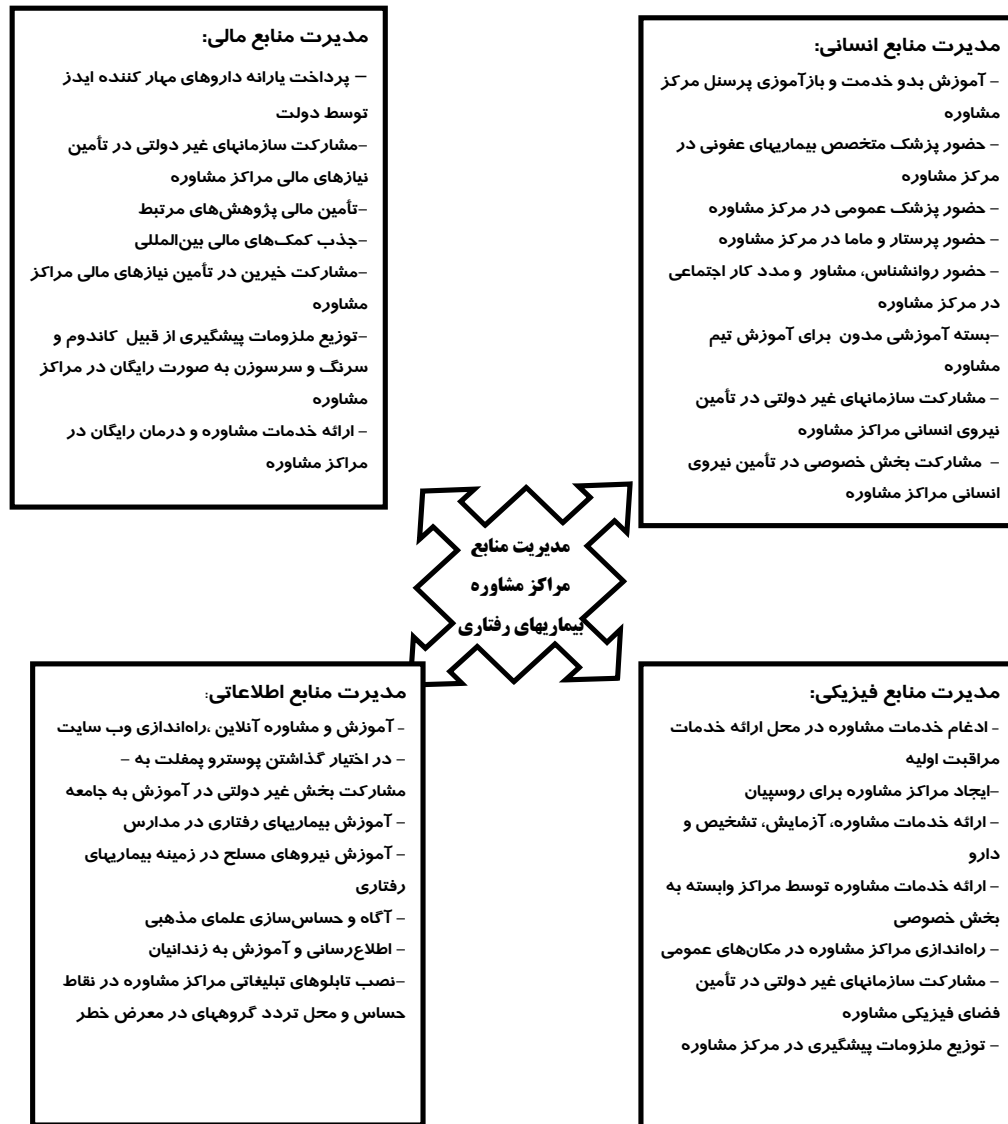 مدیرت منابع انسانی:
- آموزش بدو خدمت و بازآموزی پرسنل مرکز
مشاوره
- حضور پزشک متخصص بیماریهای عفونی در
مرکز مشاوره
- حضور پزشک عمومی در مرکز مشاوره
- حضور پرستار و ماما در مرکز مشاوره
- حضور روانشناس، مشاور و مدد کار اجتماعی
در مرکز مشاوره
-بسته آموزشی مدون برای آموزش تیم
مشاوره
- مشارکت سازمانهای غیر دولتی در تأمین
نیروی انسانی مراکز مشاوره
- مشارکت بخش خصوصی در تأمین نیروی
انسانی مراکز مشاوره
مدیرت منابع مالی:
– پرداخت یارانه داروهای مهار کننده ایدز
توسط دولت
-مشارکت سازمانهای غیر دولتی در تأمین
نیازهای مالی مراکز مشاوره
-تأمین مالی پژوهش‌های مرتبط
-جذب کمک‌های مالی بین‌المللی
-مشارکت خیرین در تأمین نیازهای مالی مراکز
مشاوره
-توزیع ملزومات پیشگیری از قبیل کاندوم و
سرنگ و سرسوزن به صورت رایگان در مراکز
مشاوره
- ارائه خدمات مشاوره و درمان رایگان در
مراکز مشاوره
مدیریت منابع
مراکز مشاوره
بیماریهای رفتاری
مدیرت منابع فیزیکی:
- ادغام خدمات مشاوره در محل ارائه خدمات
مراقبت اولیه
-ایجاد مراکز مشاوره برای روسپیان
- ارائه خدمات مشاوره، آزمایش، تشخیص و
دارو
- ارائه خدمات مشاوره توسط مراکز وابسته به
بخش خصوصی
- راه‌اندازی مراکز مشاوره در مکان‌های عمومی
- مشارکت سازمانهای غیر دولتی در تأمین
فضای فیزیکی مشاوره
- توزیع ملزومات پیشگیری در مرکز مشاوره
مدیرت منابع اطلاعاتی:
- آموزش و مشاوره آنلاین ،راه‌اندازی وب سایت
- در اختیار گذاشتن پوسترو پمفلت به -
مشارکت بخش غیر دولتی در آموزش به جامعه
- آموزش بیماریهای رفتاری در مدارس
- آموزش نیروهای مسلح در زمینه بیماریهای
رفتاری
- آگاه و حساس‌سازی علمای مذهبی
- اطلاع‌رسانی و آموزش به زندانیان
-نصب تابلوهای تبلیغاتی مراکز مشاوره در نقاط
حساس و محل تردد گروههای در معرض خطر